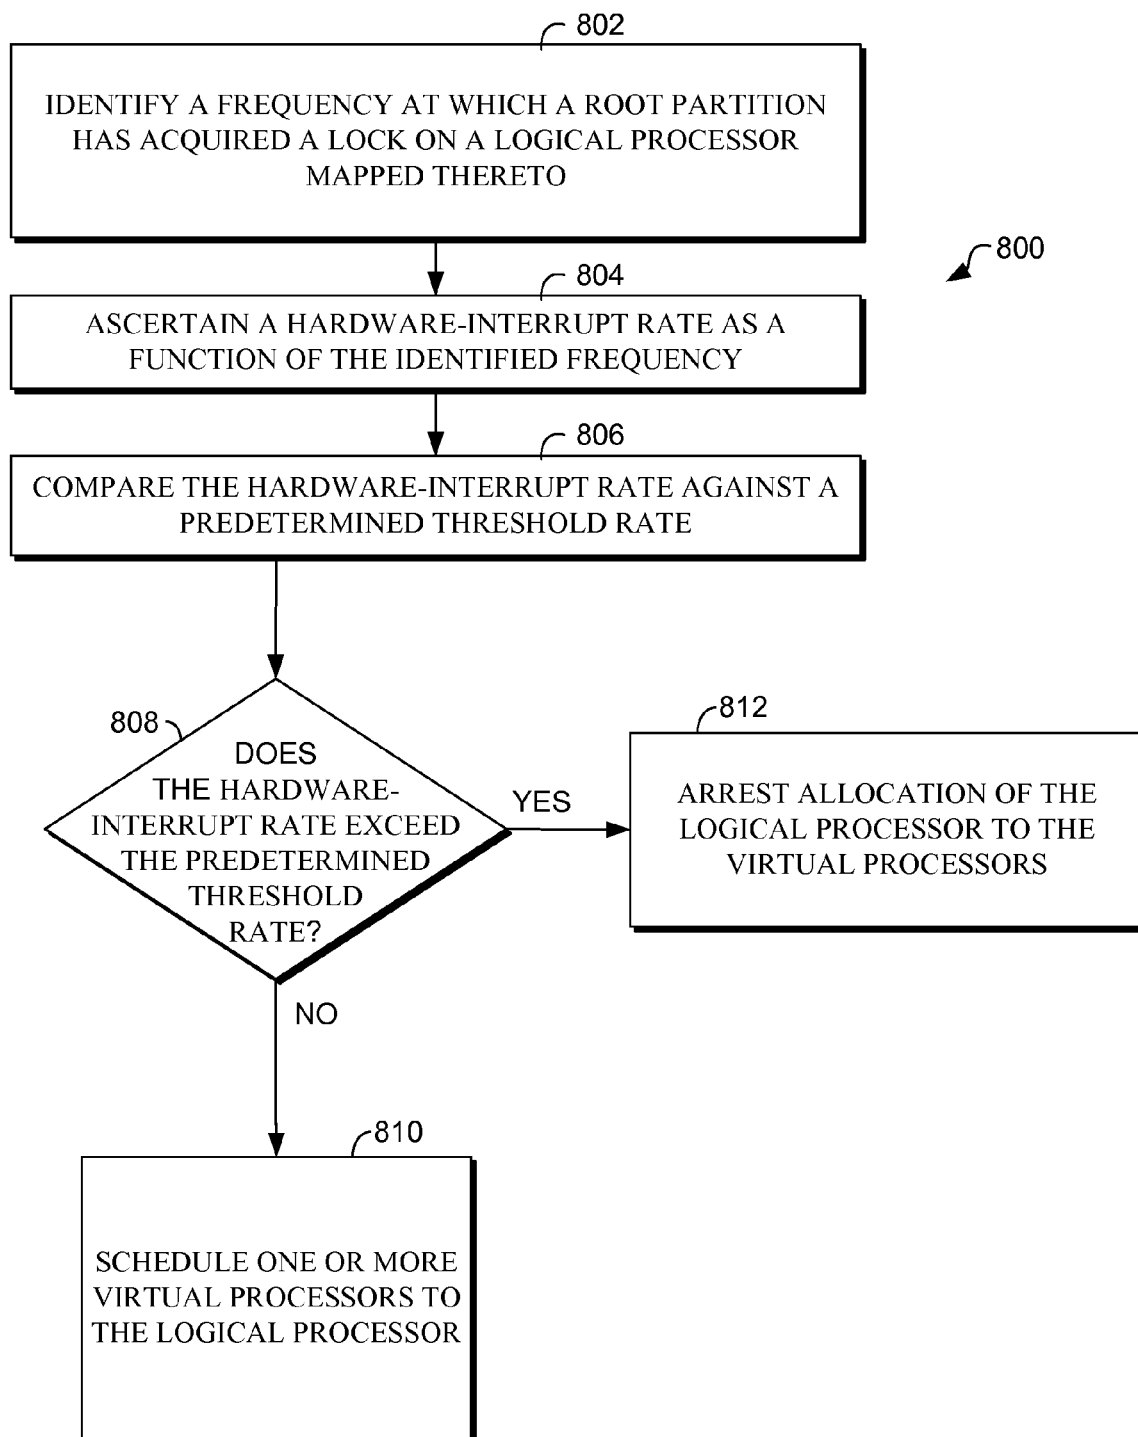 802
IDENTIFY A FREQUENCY AT WHICH A ROOT PARTITION
HAS ACQUIRED A LOCK ON A LOGICAL PROCESSOR
MAPPED THERETO
800
804
ASCERTAIN A HARDWARE-INTERRUPT RATE AS A
FUNCTION OF THE IDENTIFIED FREQUENCY
806
COMPARE THE HARDWARE-INTERRUPT RATE AGAINST A
PREDETERMINED THRESHOLD RATE
808
DOES
THE HARDWARE-
INTERRUPT RATE EXCEED
THE PREDETERMINED
THRESHOLD
RATE?
YES
812
ARREST ALLOCATION OF THE
LOGICAL PROCESSOR TO THE
VIRTUAL PROCESSORS
NO
810
SCHEDULE ONE OR MORE
VIRTUAL PROCESSORS TO
THE LOGICAL PROCESSOR